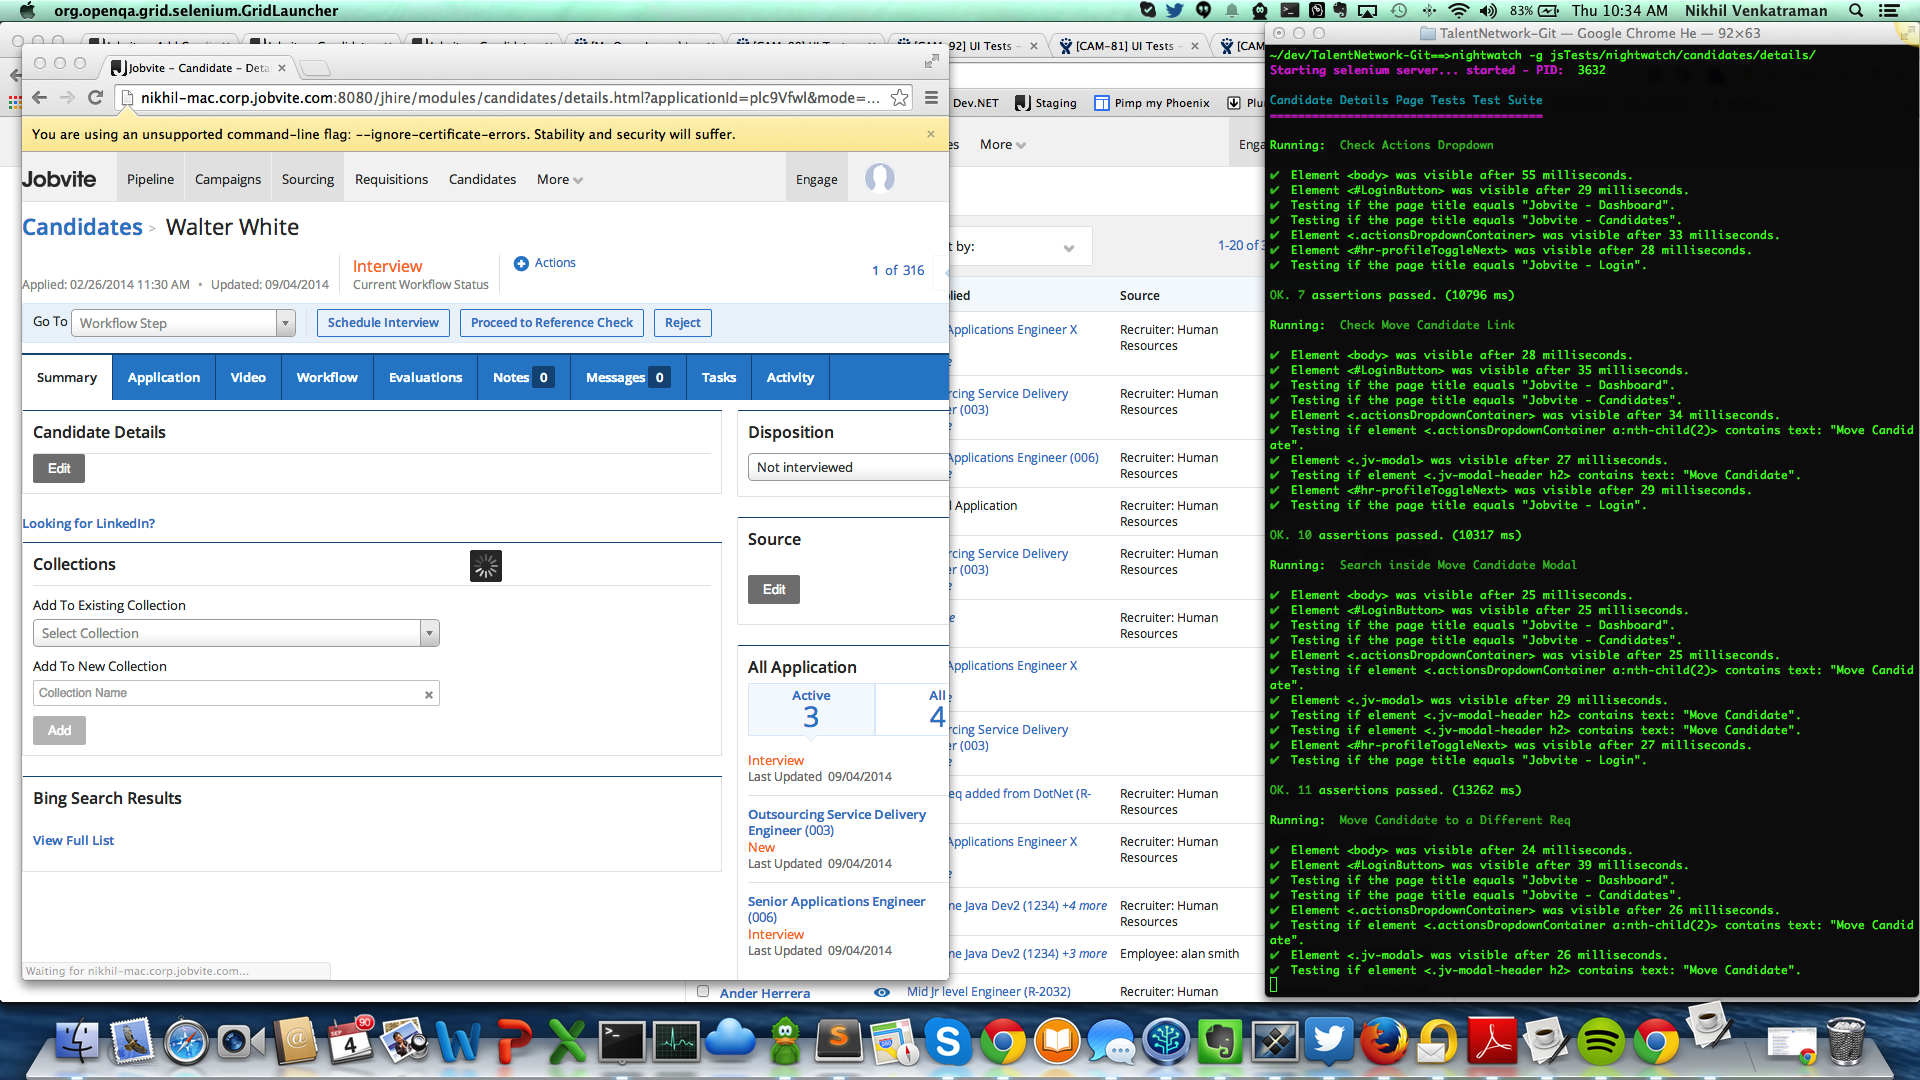 org.openqa.grid.selenium.GridLauncher
83%
Thu 10:34 AM
Nikhil Venkatraman
[CAM-81] UI Tests -
Jobvite – Candidate – Deta
nikhil-mac.corp.jobvite.com:8080/jhire/modules/candidates/details.html?applicationId=plc9Vfwl&mode=...
You are using an unsupported command-line flag: --ignore-certificate-errors. Stability and security will suffer.
Jobvite
Pipeline
Campaigns
Sourcing
Requisitions
Candidates
More
Engage
Candidates > Walter White
Applied: 02/26/2014 11:30 AM • Updated: 09/04/2014
Interview
Current Workflow Status
Actions
1 of 316
Go To
Workflow Step
Schedule Interview
Proceed to Reference Check
Reject
Summary
Application
Video
Workflow
Evaluations
Notes 0
Messages 0
Tasks
Activity
Candidate Details
Edit
Looking for LinkedIn?
Collections
Add To Existing Collection
Select Collection
Add To New Collection
Collection Name
Add
Bing Search Results
View Full List
Disposition
Not interviewed
Source
Edit
All Application
Active
3
All
4
Interview
Last Updated 09/04/2014
Outsourcing Service Delivery
Engineer (003)
New
Last Updated 09/04/2014
Senior Applications Engineer
(006)
Interview
Last Updated 09/04/2014
Waiting for nikhil-mac.corp.jobvite.com...
Dev.NET
Staging
Pimp my Phoenix
Plu
es
More
Enga
t by:
1-20 of 3
lied
Source
Applications Engineer X
Recruiter: Human
Resources
rcing Service Delivery
r (003)
Recruiter: Human
Resources
Applications Engineer (006)
Recruiter: Human
Resources
l Application
Recruiter: Human
Resources
rcing Service Delivery
r (003)
Recruiter: Human
Resources
Recruiter: Human
Resources
Applications Engineer X
rcing Service Delivery
r (003)
eq added from DotNet (R-
Recruiter: Human
Resources
Applications Engineer X
Recruiter: Human
Resources
ne Java Dev2 (1234) +4 more
Recruiter: Human
Resources
ne Java Dev2 (1234) +3 more
Employee: alan smith
Ander Herrera
Mid Jr level Engineer (R-2032)
Recruiter: Human
TalentNetwork-Git — Google Chrome He — 92×63
~/dev/TalentNetwork-Git==>nightwatch -g jsTests/nightwatch/candidates/details/
Starting selenium server... started - PID: 3632
Candidate Details Page Tests Test Suite
=======================================
Running: Check Actions Dropdown
✔ Element <body> was visible after 55 milliseconds.
✔ Element <#LoginButton> was visible after 29 milliseconds.
✔ Testing if the page title equals "Jobvite - Dashboard".
✔ Testing if the page title equals "Jobvite - Candidates".
✔ Element <.actionsDropdownContainer> was visible after 33 milliseconds.
✔ Element <#hr-profileToggleNext> was visible after 28 milliseconds.
✔ Testing if the page title equals "Jobvite - Login".
OK. 7 assertions passed. (10796 ms)
Running: Check Move Candidate Link
✔ Element <body> was visible after 28 milliseconds.
✔ Element <#LoginButton> was visible after 35 milliseconds.
✔ Testing if the page title equals "Jobvite - Dashboard".
✔ Testing if the page title equals "Jobvite - Candidates".
✔ Element <.actionsDropdownContainer> was visible after 34 milliseconds.
✔ Testing if element <.actionsDropdownContainer a:nth-child(2)> contains text: "Move Candid
ate".
✔ Element <.jv-modal> was visible after 27 milliseconds.
✔ Testing if element <.jv-modal-header h2> contains text: "Move Candidate".
✔ Element <#hr-profileToggleNext> was visible after 29 milliseconds.
✔ Testing if the page title equals "Jobvite - Login".
OK. 10 assertions passed. (10317 ms)
Running: Search inside Move Candidate Modal
✔ Element <body> was visible after 25 milliseconds.
✔ Element <#LoginButton> was visible after 25 milliseconds.
✔ Testing if the page title equals "Jobvite - Dashboard".
✔ Testing if the page title equals "Jobvite - Candidates".
✔ Element <.actionsDropdownContainer> was visible after 25 milliseconds.
✔ Testing if element <.actionsDropdownContainer a:nth-child(2)> contains text: "Move Candid
ate".
✔ Element <.jv-modal> was visible after 29 milliseconds.
✔ Testing if element <.jv-modal-header h2> contains text: "Move Candidate".
✔ Testing if element <.jv-modal-header h2> contains text: "Move Candidate".
✔ Element <#hr-profileToggleNext> was visible after 27 milliseconds.
✔ Testing if the page title equals "Jobvite - Login".
OK. 11 assertions passed. (13262 ms)
Running: Move Candidate to a Different Req
✔ Element <body> was visible after 24 milliseconds.
✔ Element <#LoginButton> was visible after 39 milliseconds.
✔ Testing if the page title equals "Jobvite - Dashboard".
✔ Testing if the page title equals "Jobvite - Candidates".
✔ Element <.actionsDropdownContainer> was visible after 26 milliseconds.
✔ Testing if element <.actionsDropdownContainer a:nth-child(2)> contains text: "Move Candid
ate".
✔ Element <.jv-modal> was visible after 26 milliseconds.
✔ Testing if element <.jv-modal-header h2> contains text: "Move Candidate".
SEP
4
90